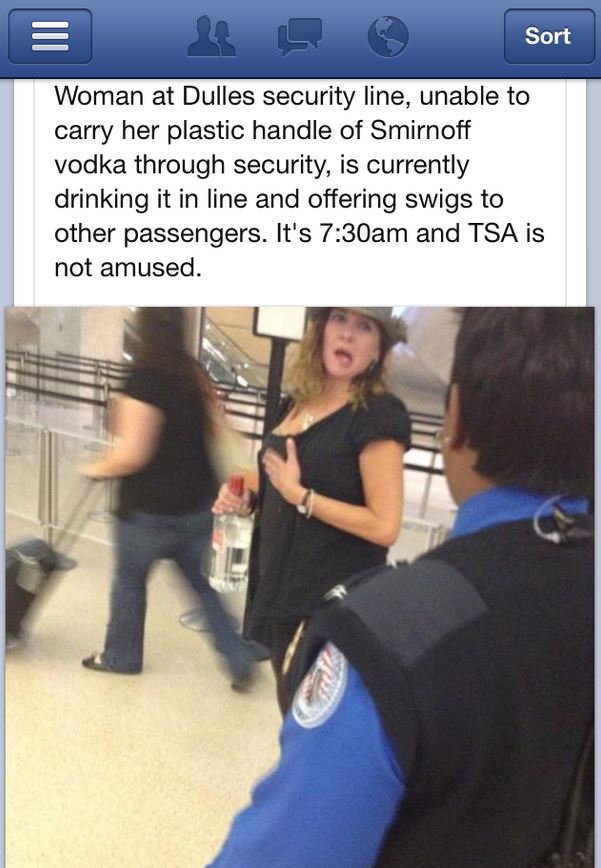 Sort
Woman at Dulles security line, unable to
carry her plastic handle of Smirnoff
vodka through security, is currently
drinking it in line and offering swigs to
other passengers. It's 7:30am and TSA is
not amused.